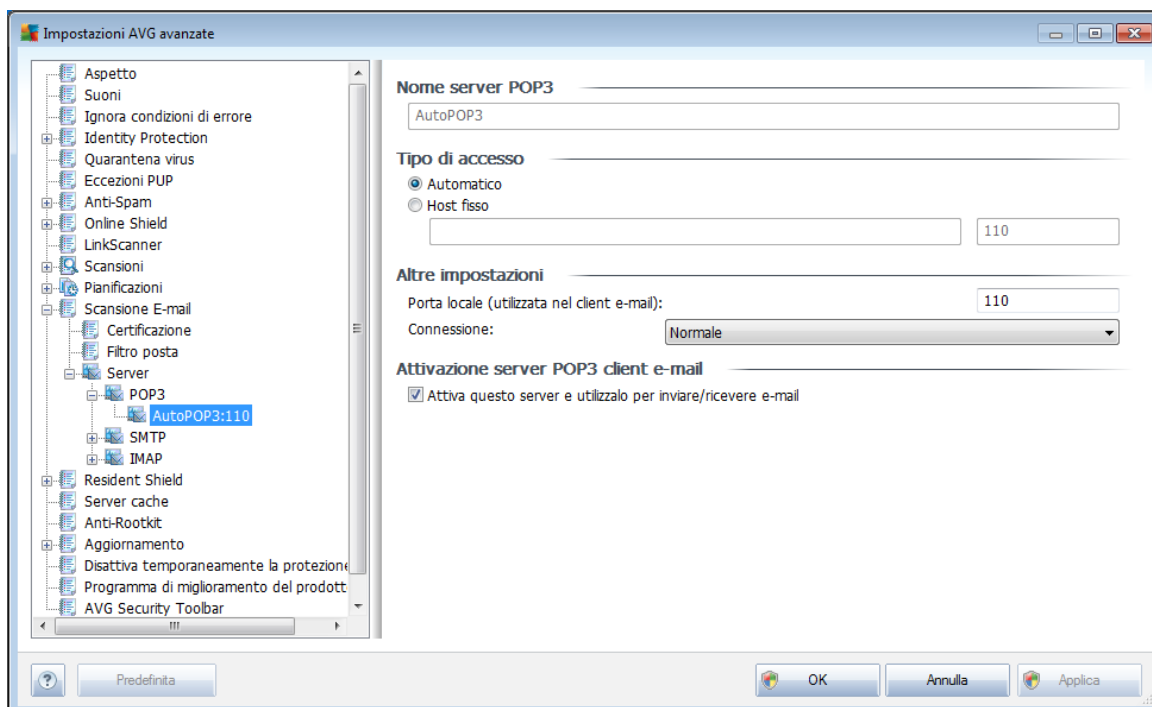 Impostazioni AVG avanzate
Aspetto
Suoni
Ignora condizioni di errore
Identity Protection
Quarantena virus
Eccezioni PUP
Anti-Spam
Online Shield
LinkScanner
Scansioni
Pianificazioni
Scansione E-mail
Certificazione
Filtro posta
Server
POP3
AutoPOP3:110
SMTP
IMAP
Resident Shield
Server cache
Anti-Rootkit
Aggiornamento
Disattiva temporaneamente la protezione
Programma di miglioramento del prodott
AVG Security Toolbar
Nome server POP3
AutoPOP3
Tipo di accesso
Automatico
Host fisso
110
Altre impostazioni
Porta locale (utilizzata nel client e-mail):
110
Connessione:
Normale
Attivazione server POP3 client e-mail
Attiva questo server e utilizzalo per inviare/ricevere e-mail
?
Predefinita
OK
Annulla
Applica